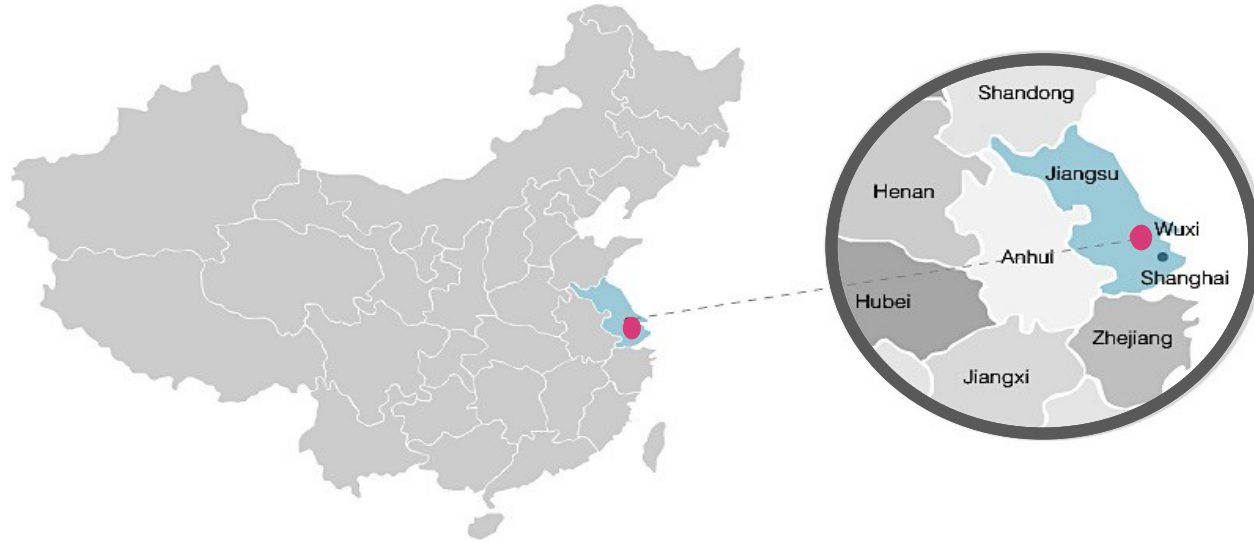 Shandong
Jiangsu
Henan
Wuxi
Anhui
Shanghai
Hubei
Zhejiang
Jiangxi